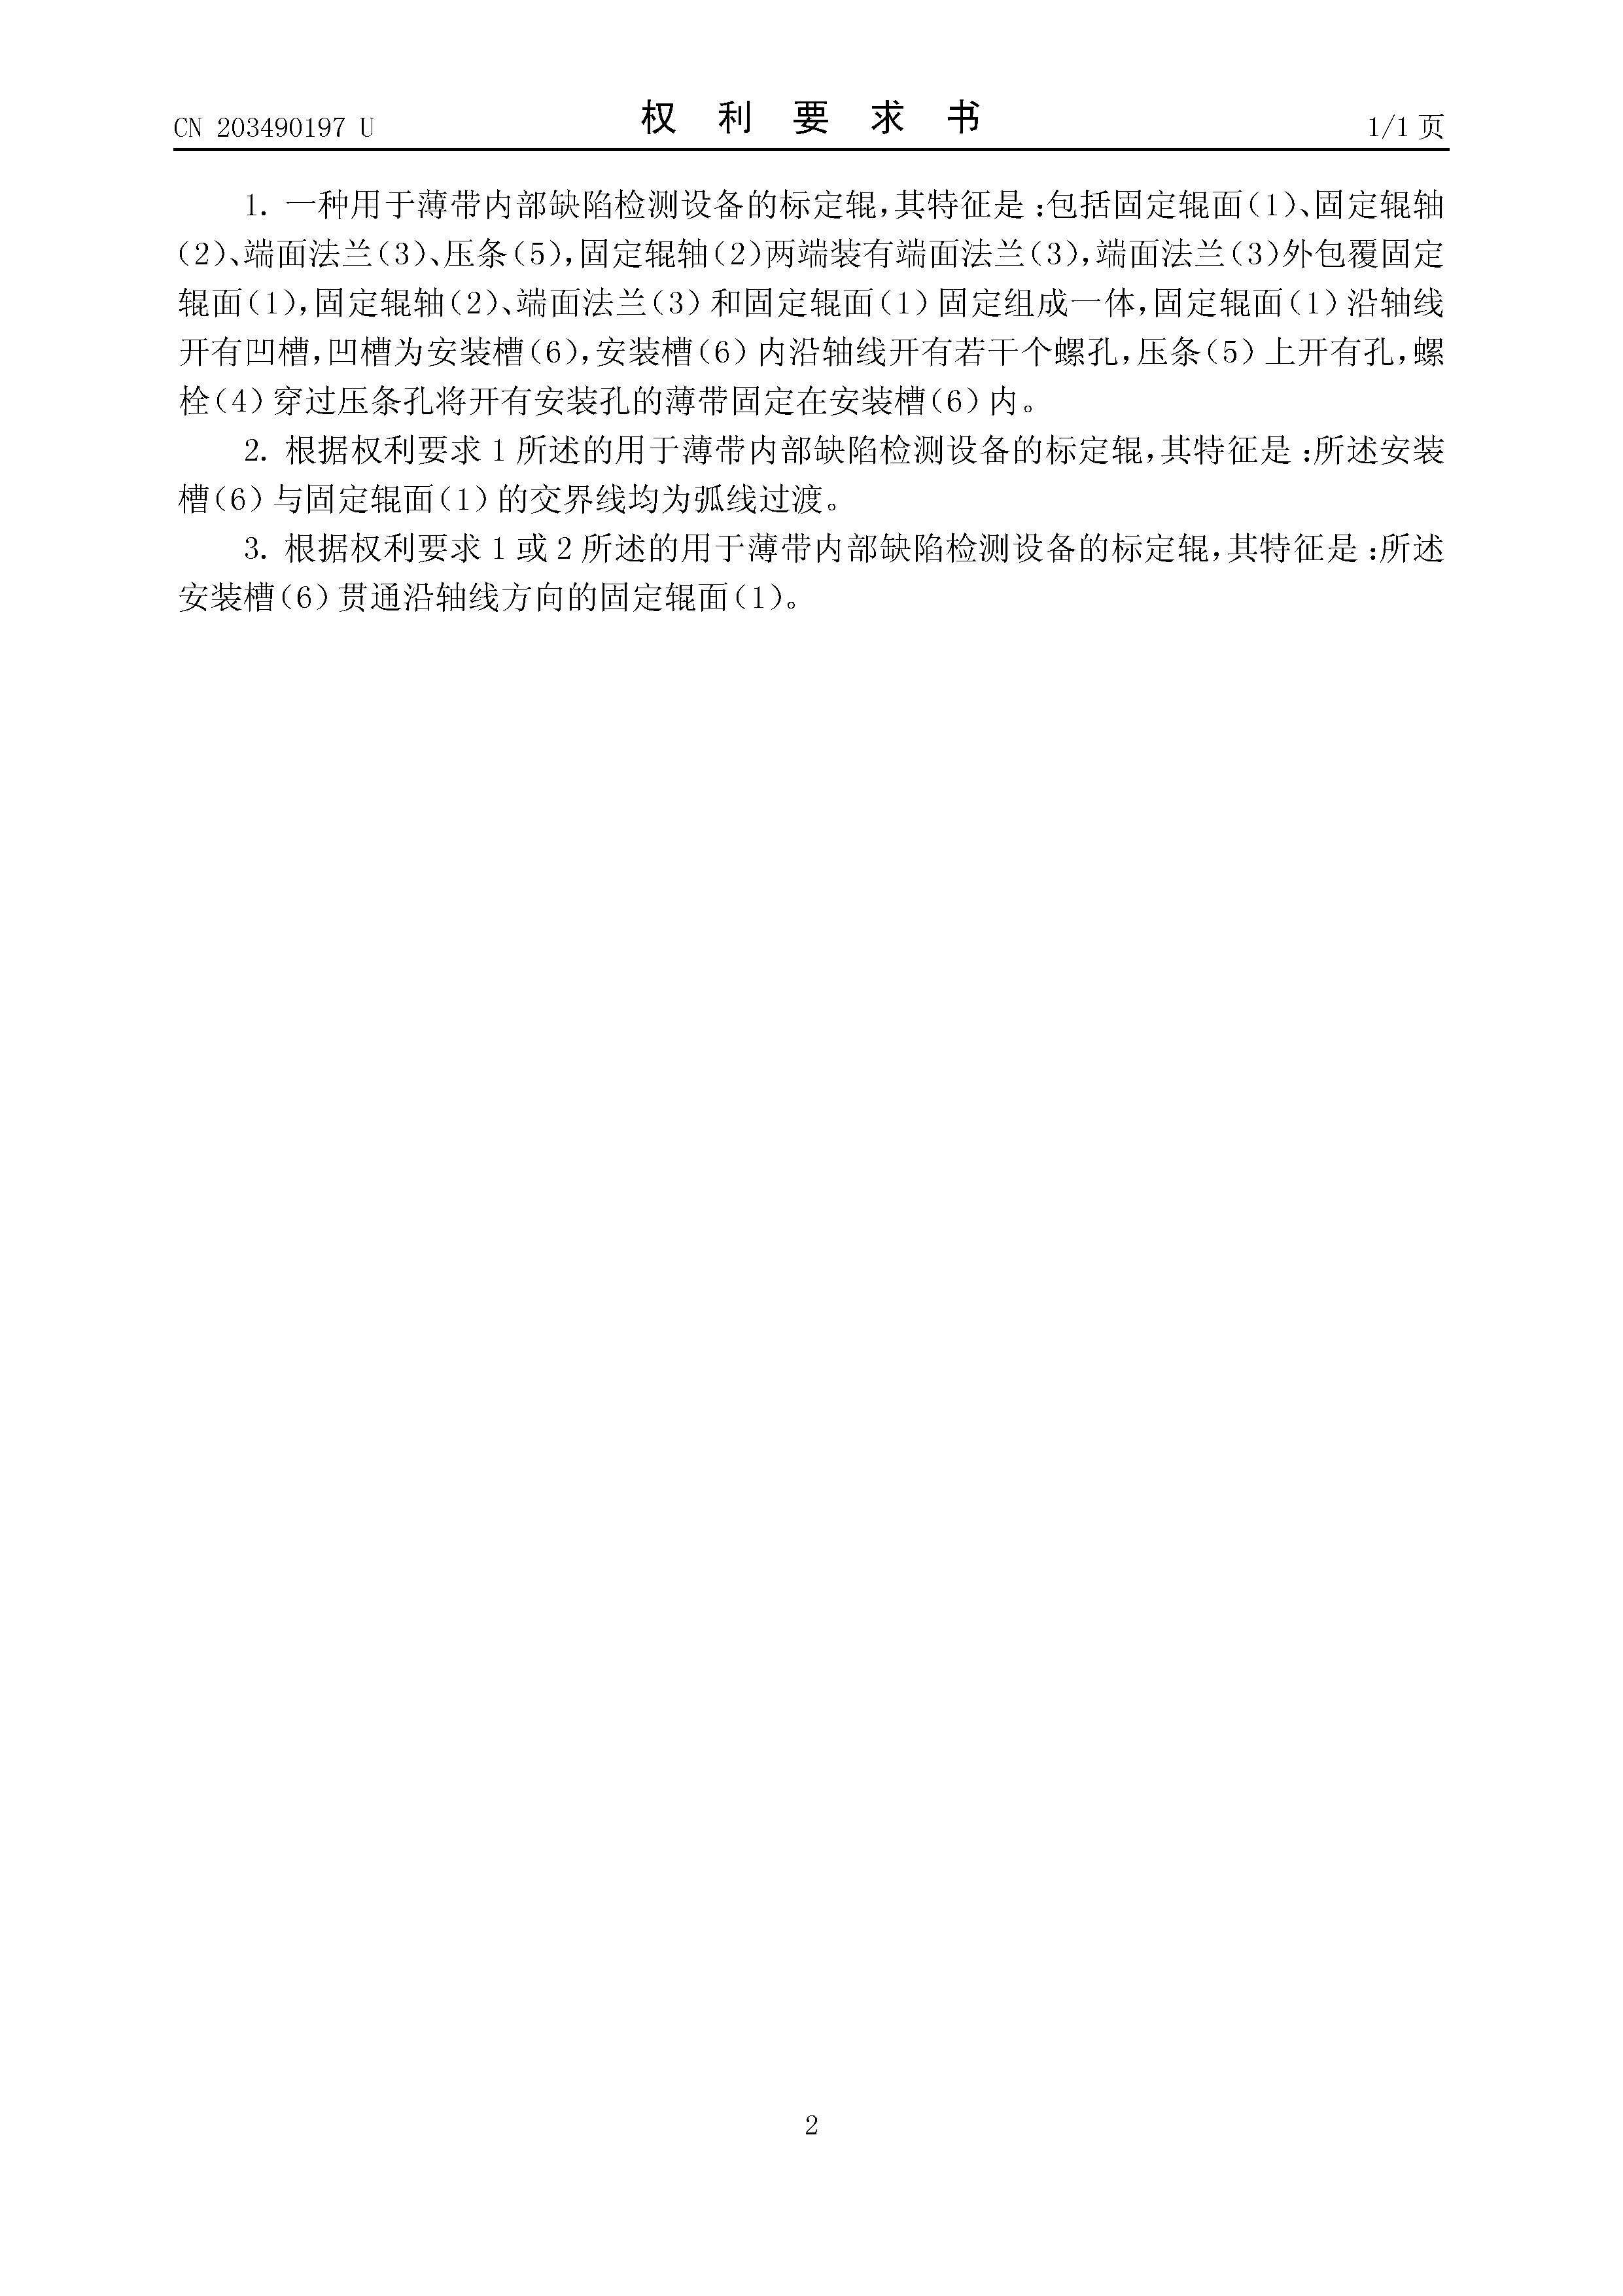 CN 203490197 U
权 利 要 求 书
1/1 页
1. 一种用于薄带内部缺陷检测设备的标定辊,其特征是:包括固定辊面(1)、固定辊轴
(2)、端面法兰(3)、压条(5),固定辊轴(2)两端装有端面法兰(3),端面法兰(3)外包覆固定
辊面(1),固定辊轴(2)、端面法兰(3)和固定辊面(1)固定组成一体,固定辊面(1)沿轴线
开有凹槽,凹槽为安装槽(6),安装槽(6)内沿轴线开有若干个螺孔,压条(5)上开有孔,螺
栓(4)穿过压条孔将开有安装孔的薄带固定在安装槽(6)内。
2. 根据权利要求 1 所述的用于薄带内部缺陷检测设备的标定辊,其特征是:所述安装
槽(6)与固定辊面(1)的交界线均为弧线过渡。
3. 根据权利要求 1 或 2 所述的用于薄带内部缺陷检测设备的标定辊,其特征是:所述
安装槽(6)贯通沿轴线方向的固定辊面(1)。
2